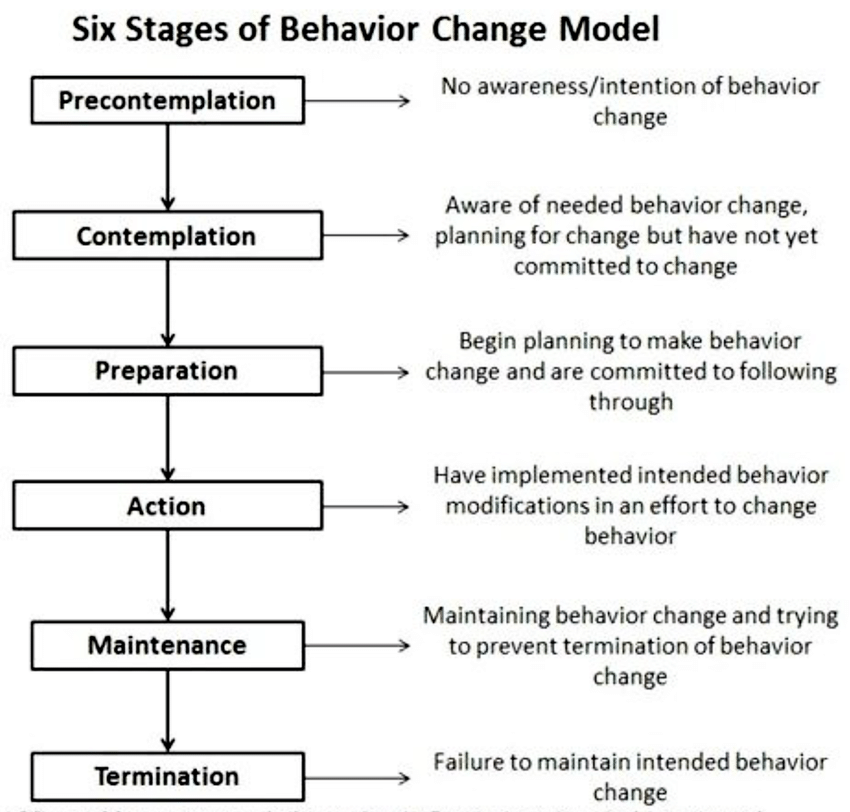 Six Stages of Behavior Change Model
Precontemplation
No awareness/intention of behavior
change
Contemplation
Aware of needed behavior change,
planning for change but have not yet
committed to change
Preparation
Begin planning to make behavior
change and are committed to following
through
Action
Have implemented intended behavior
modifications in an effort to change
behavior
Maintenance
Maintaining behavior change and trying
to prevent termination of behavior
change
Termination
Failure to maintain intended behavior
change